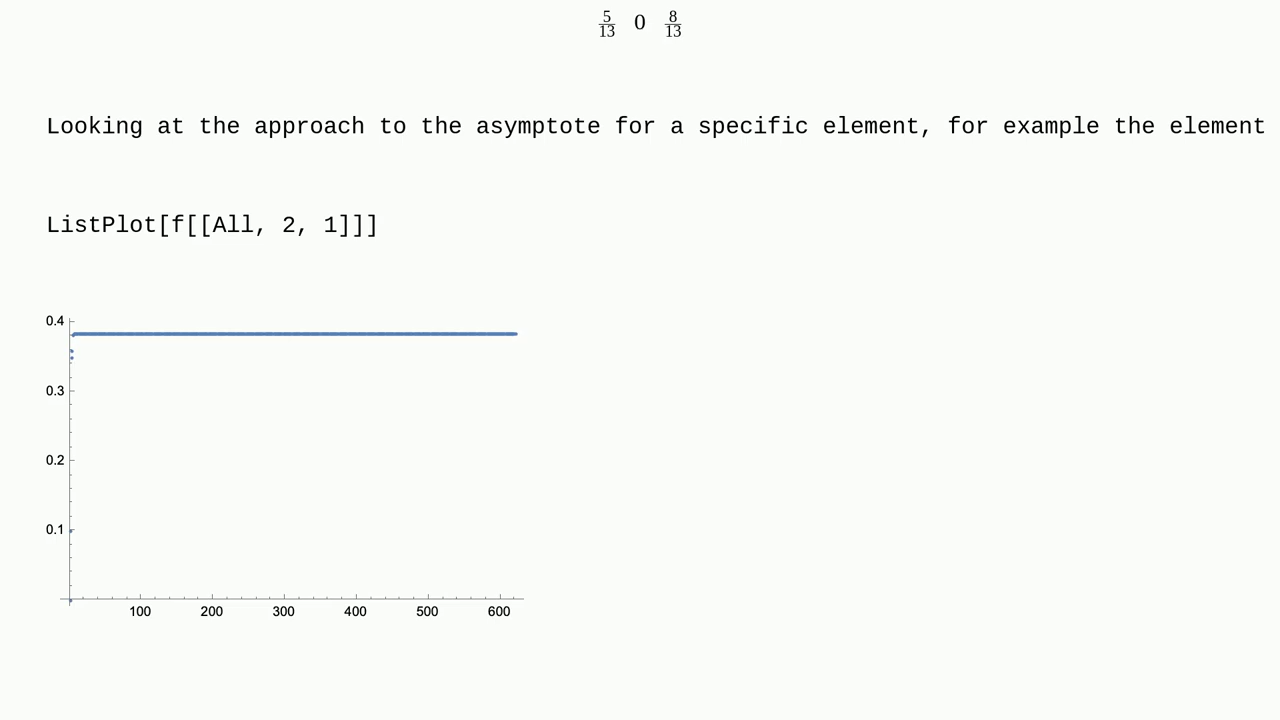 5/13 0 8/13
Looking at the approach to the asymptote for a specific element, for example the element
ListPlot[f[[All, 2, 1]]]
0.4
0.3
0.2
0.1
100 200 300 400 500 600